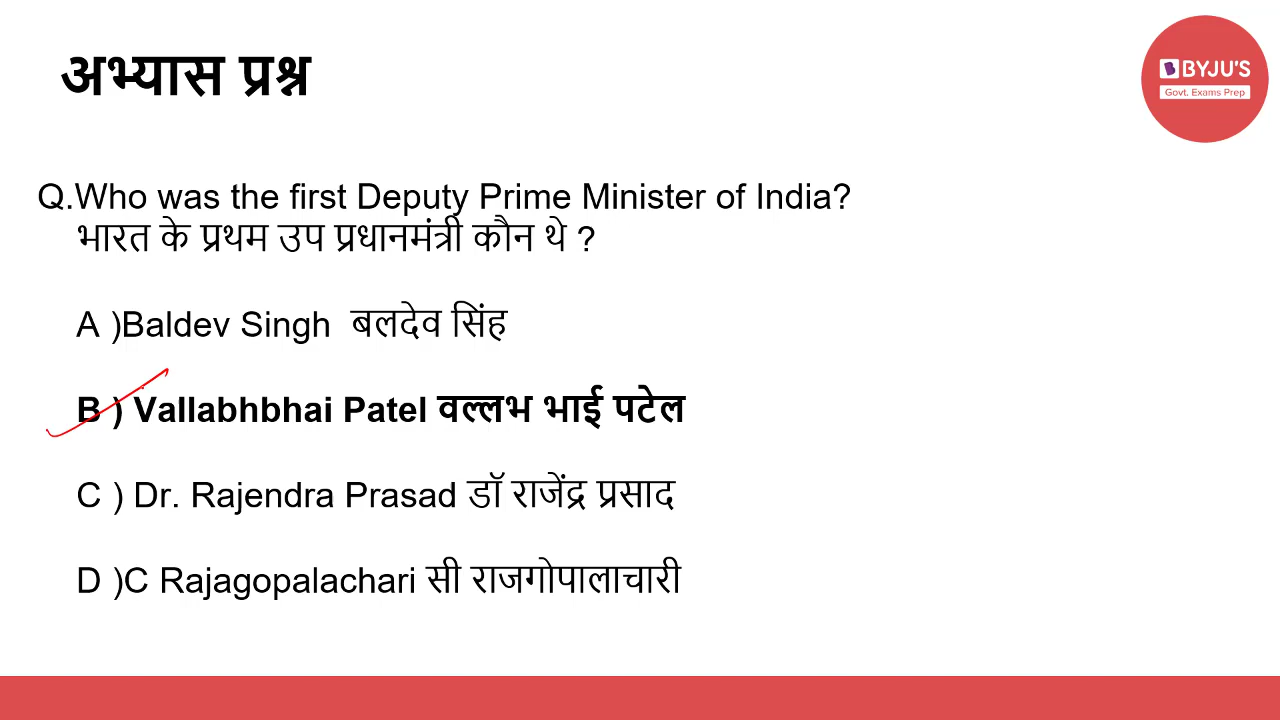 अभ्यास प्रश्न
BYJU'S
Govt. Exams Prep
Q.Who was the first Deputy Prime Minister of India?
भारत के प्रथम उप प्रधानमंत्री कौन थे ?
A )Baldev Singh बलदेव सिंह
B ) Vallabhbhai Patel वल्लभ भाई पटेल
C ) Dr. Rajendra Prasad डॉ राजेंद्र प्रसाद
D )C Rajagopalachari सी राजगोपालाचारी